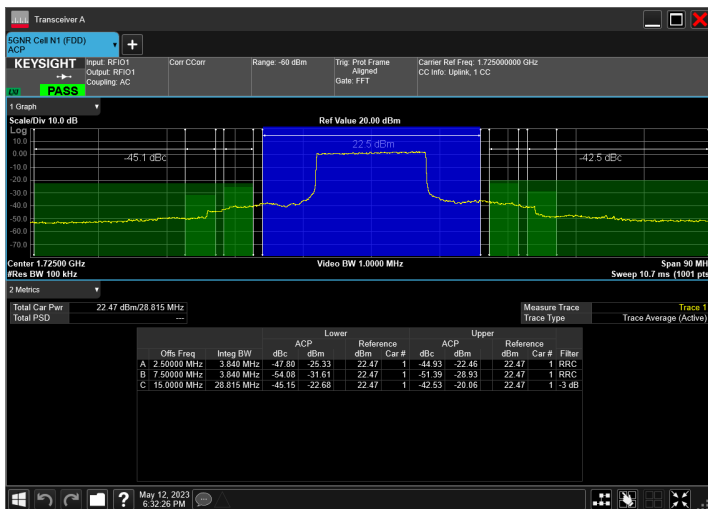 Transceiver A
5GNR Cell N1 (FDD)
ACP
KEYSIGHT
PASS
Input: RFIO1
Output: RFIO1
Coupling: AC
Corr CCorr
Range: -60 dBm
Trig: Prot Frame
Aligned
Gate: FFT
Carrier Ref Freq: 1.725000000 GHz
CC Info: Uplink, 1 CC
1 Graph
Scale/Div 10.0 dB
Ref Value 20.00 dBm
Log
10.0
0.00
-10.0
-20.0
-30.0
-40.0
-50.0
-60.0
-70.0
-45.1 dBc
22.5 dBm
-42.5 dBc
Center 1.72500 GHz
Video BW 1.0000 MHz
Span 90 MH
#Res BW 100 kHz
Sweep 10.7 ms (1001 pts
2 Metrics
Total Car Pwr 22.47 dBm/28.815 MHz
Total PSD ---
Measure Trace Trace 1
Trace Type Trace Average (Active)
Lower Upper
ACP Reference ACP Reference
Offs Freq Integ BW dBc dBm dBm Car # dBc dBm dBm Car # Filter
A 2.50000 MHz 3.840 MHz -47.80 -25.33 22.47 1 -44.93 -22.46 22.47 1 RRC
B 7.50000 MHz 3.840 MHz -54.08 -31.61 22.47 1 -51.39 -28.93 22.47 1 RRC
C 15.0000 MHz 28.815 MHz -45.15 -22.68 22.47 1 -42.53 -20.06 22.47 1 -3 dB
?
May 12, 2023
6:32:26 PM